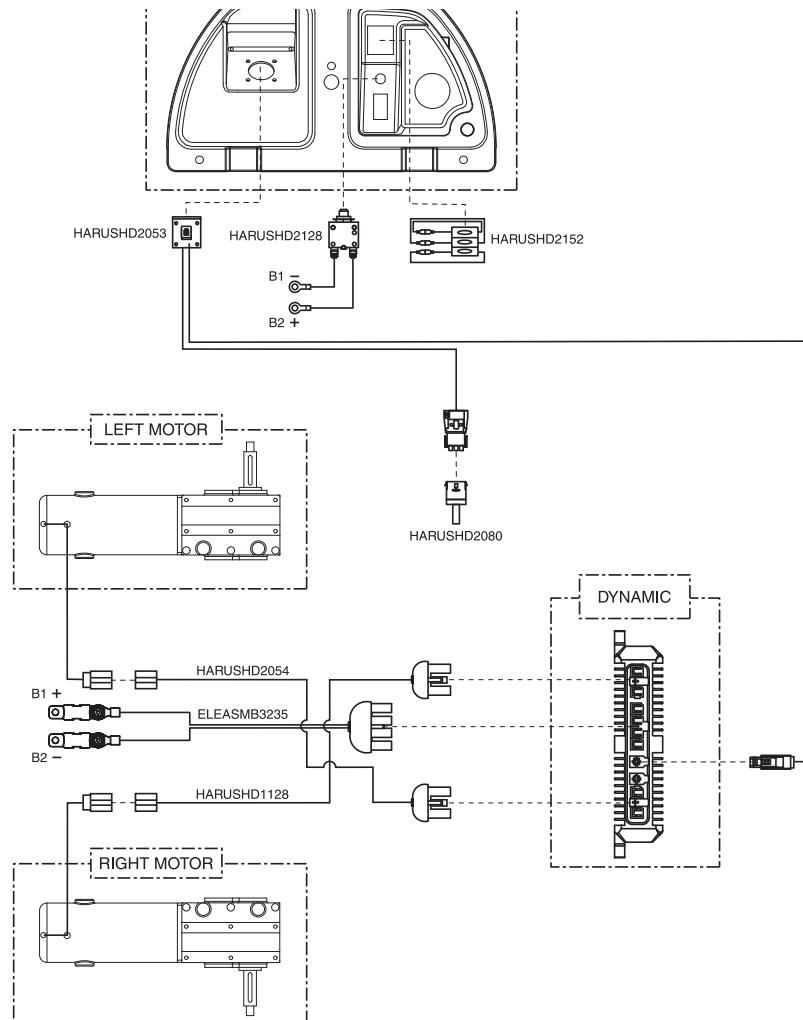 HARUSHD2053
HARUSHD2128
HARUSHD2152
B1 −
B2 +
LEFT MOTOR
HARUSHD2080
DYNAMIC
HARUSHD2054
B1 +
ELEASMB3235
B2 −
HARUSHD1128
RIGHT MOTOR